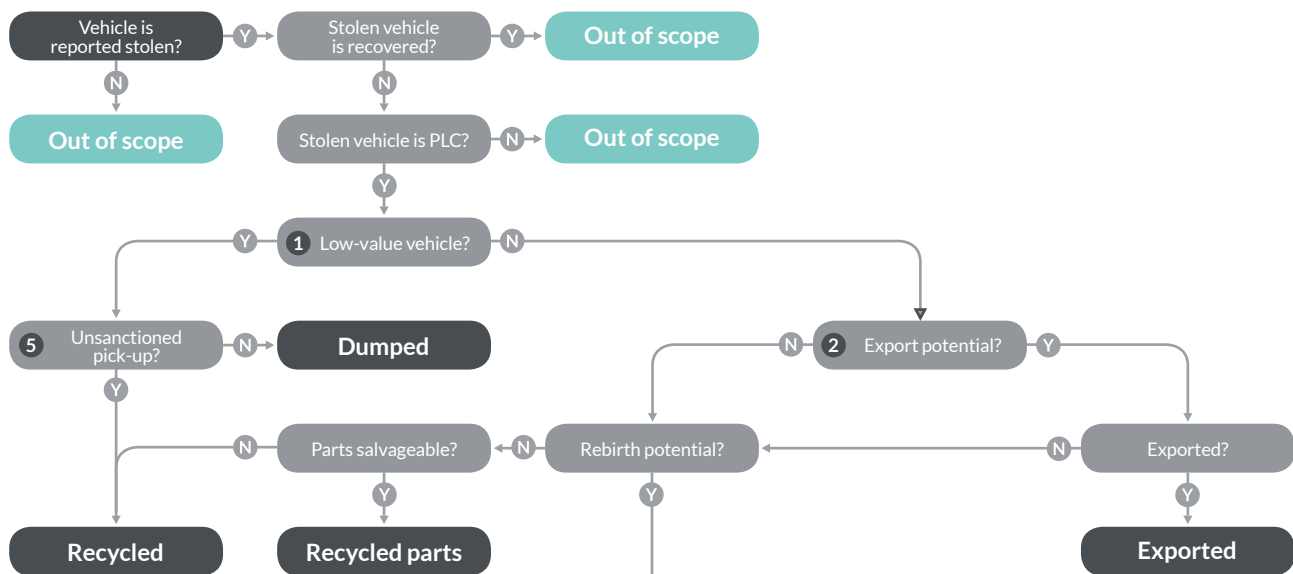 Vehicle is
reported stolen?
Y
Stolen vehicle
is recovered?
Y
Out of scope
N
N
Out of scope
Stolen vehicle is PLC?
N
Out of scope
Y
Y
1 Low-value vehicle?
N
5 Unsanctioned
pick-up?
N
Dumped
N
2 Export potential?
Y
Y
N
Parts salvageable?
N
Rebirth potential?
N
Exported?
Y
Y
Y
Recycled
Recycled parts
Exported